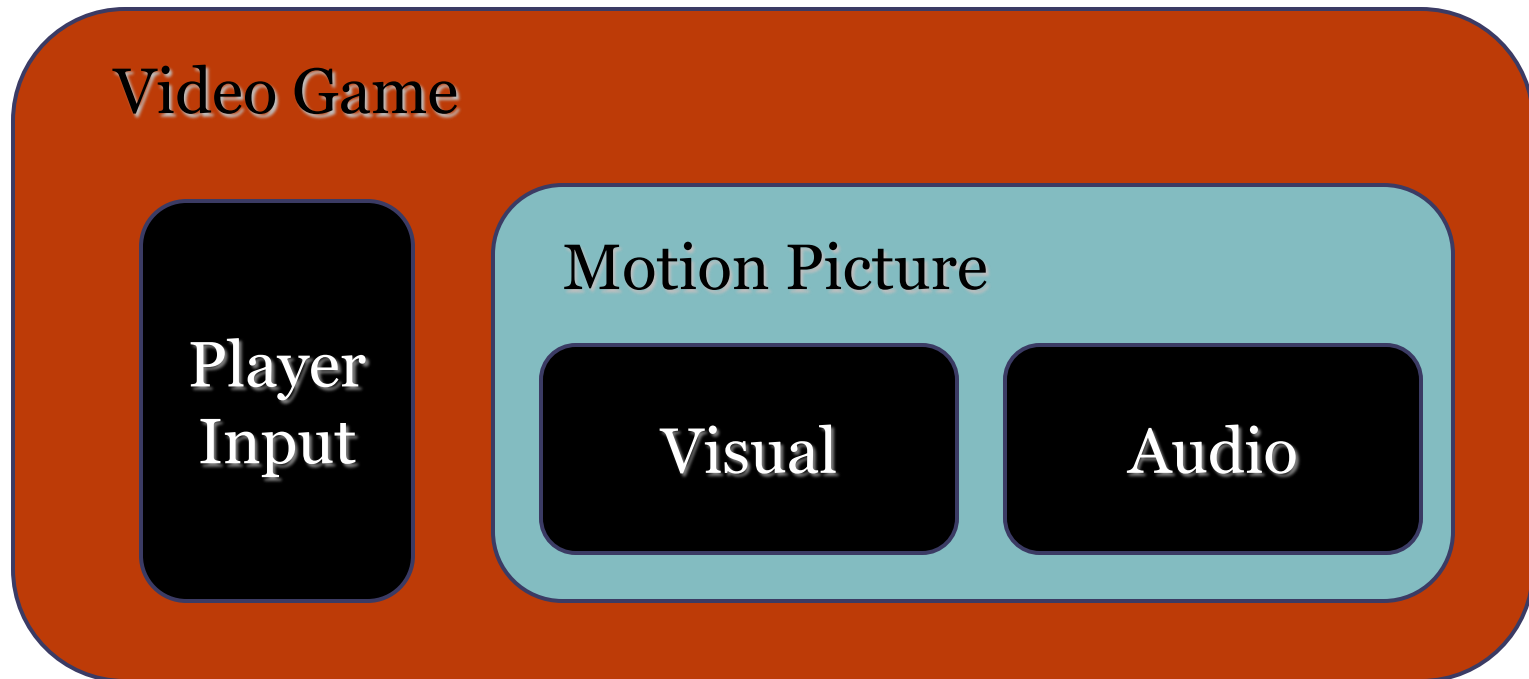 Video Game
Motion Picture
Player
Input
Visual
Audio